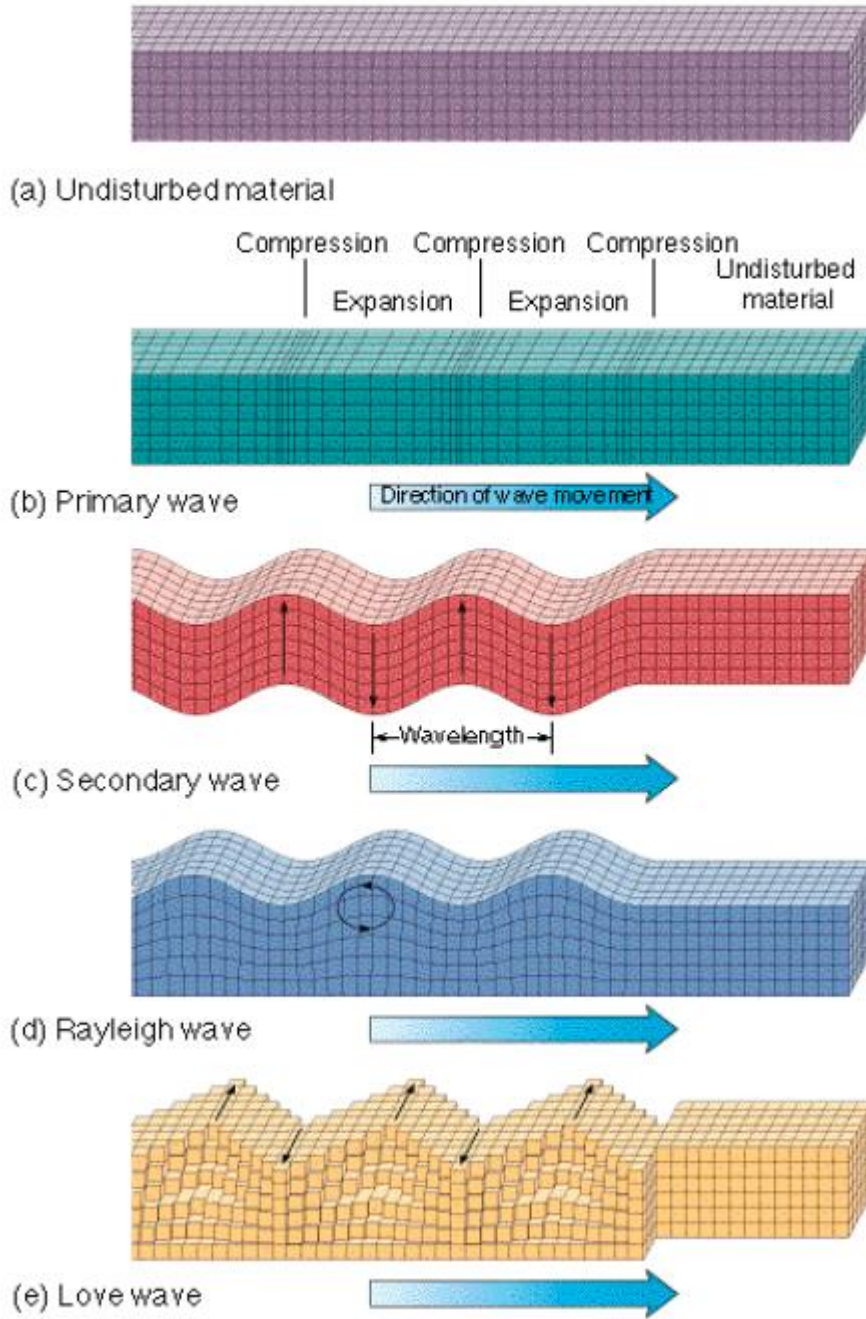 (a) Undisturbed material
Compression Compression Compression
Undisturbed
material
Expansion Expansion
(b) Primary wave
Direction of wave movement
Wavelength
(c) Secondary wave
(d) Rayleigh wave
(e) Love wave